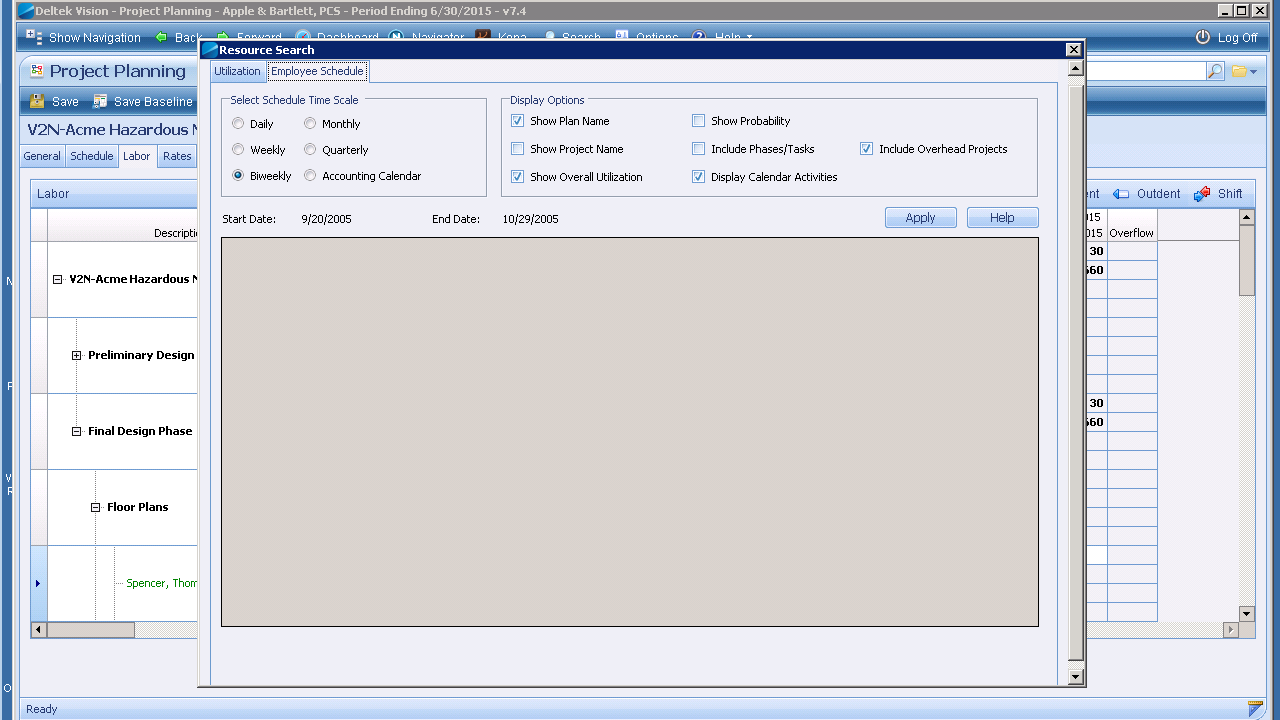 Deltek Vision - Project Planning - Apple & Bartlett, PCS - Period Ending 6/30/2015 - v7.4
Show Navigation Back Forward Dashboard Navigator Kona Search Options Help Log Off
Resource Search
Project Planning
Utilization Employee Schedule
Save Save Baseline
Select Schedule Time Scale
Daily Monthly
Weekly Quarterly
Biweekly Accounting Calendar
Display Options
Show Plan Name Show Probability
Show Project Name Include Phases/Tasks Include Overhead Projects
Show Overall Utilization Display Calendar Activities
V2N-Acme Hazardous
General Schedule Labor Rates
Labor
Outdent Shift
Start Date: 9/20/2005 End Date: 10/29/2005 Apply Help
Descripti
15
015 Overflow
30
560
V2N-Acme Hazardous
Preliminary Design
30
560
Final Design Phase
Floor Plans
Spencer, Thom
Ready